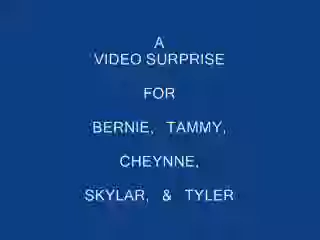 A
VIDEO SURPRISE
FOR
BERNIE, TAMMY,
CHEYNNE,
SKYLAR, & TYLER